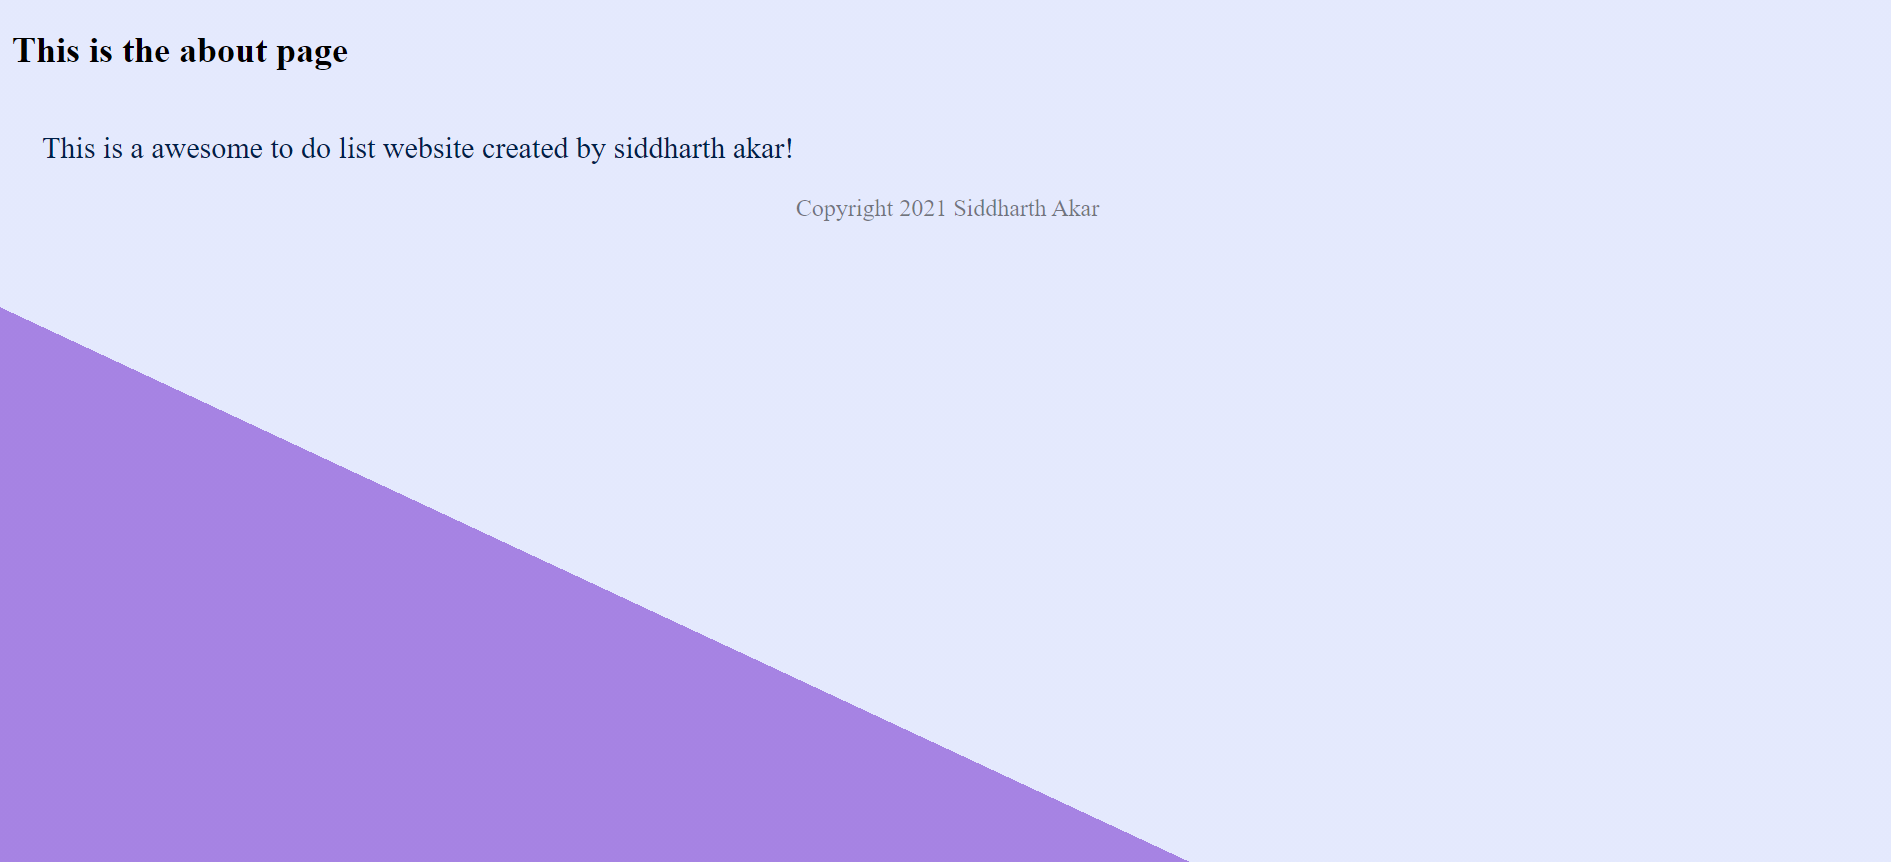 This is the about page
This is a awesome to do list website created by siddharth akar!
Copyright 2021 Siddharth Akar